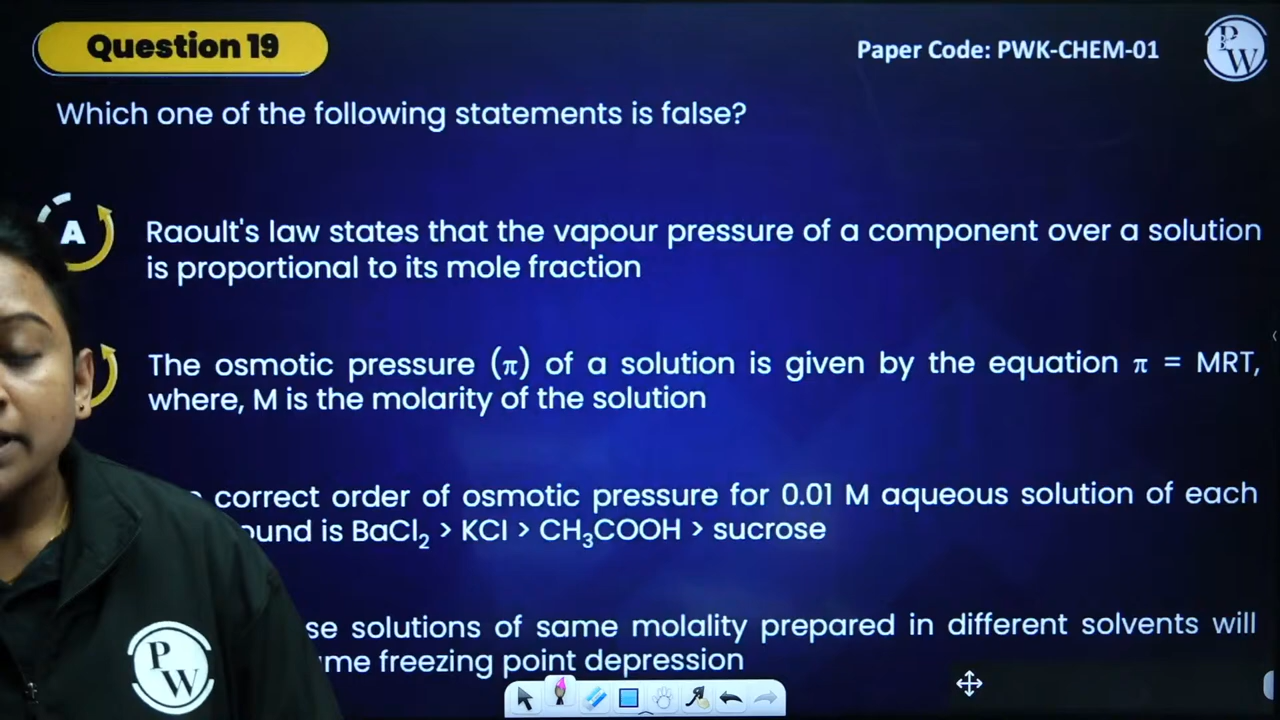 Question 19
Paper Code: PWK-CHEM-01
PW
Which one of the following statements is false?
A
Raoult's law states that the vapour pressure of a component over a solution
is proportional to its mole fraction
The osmotic pressure (π) of a solution is given by the equation π = MRT,
where, M is the molarity of the solution
correct order of osmotic pressure for 0.01 M aqueous solution of each
is BaCl₂ > KCl > CH₃COOH > sucrose
solutions of same molality prepared in different solvents will
freezing point depression
PW